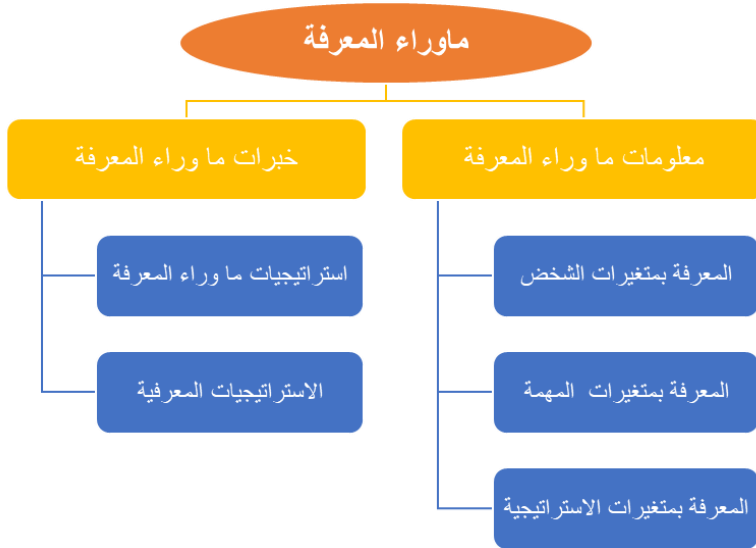 ماوراء المعرفة
معلومات ما وراء المعرفة
المعرفة بمتغيرات الشخض
المعرفة بمتغيرات المهمة
المعرفة بمتغيرات الاستراتيجية
خبرات ما وراء المعرفة
استراتيجيات ما وراء المعرفة
الاستراتيجيات المعرفية